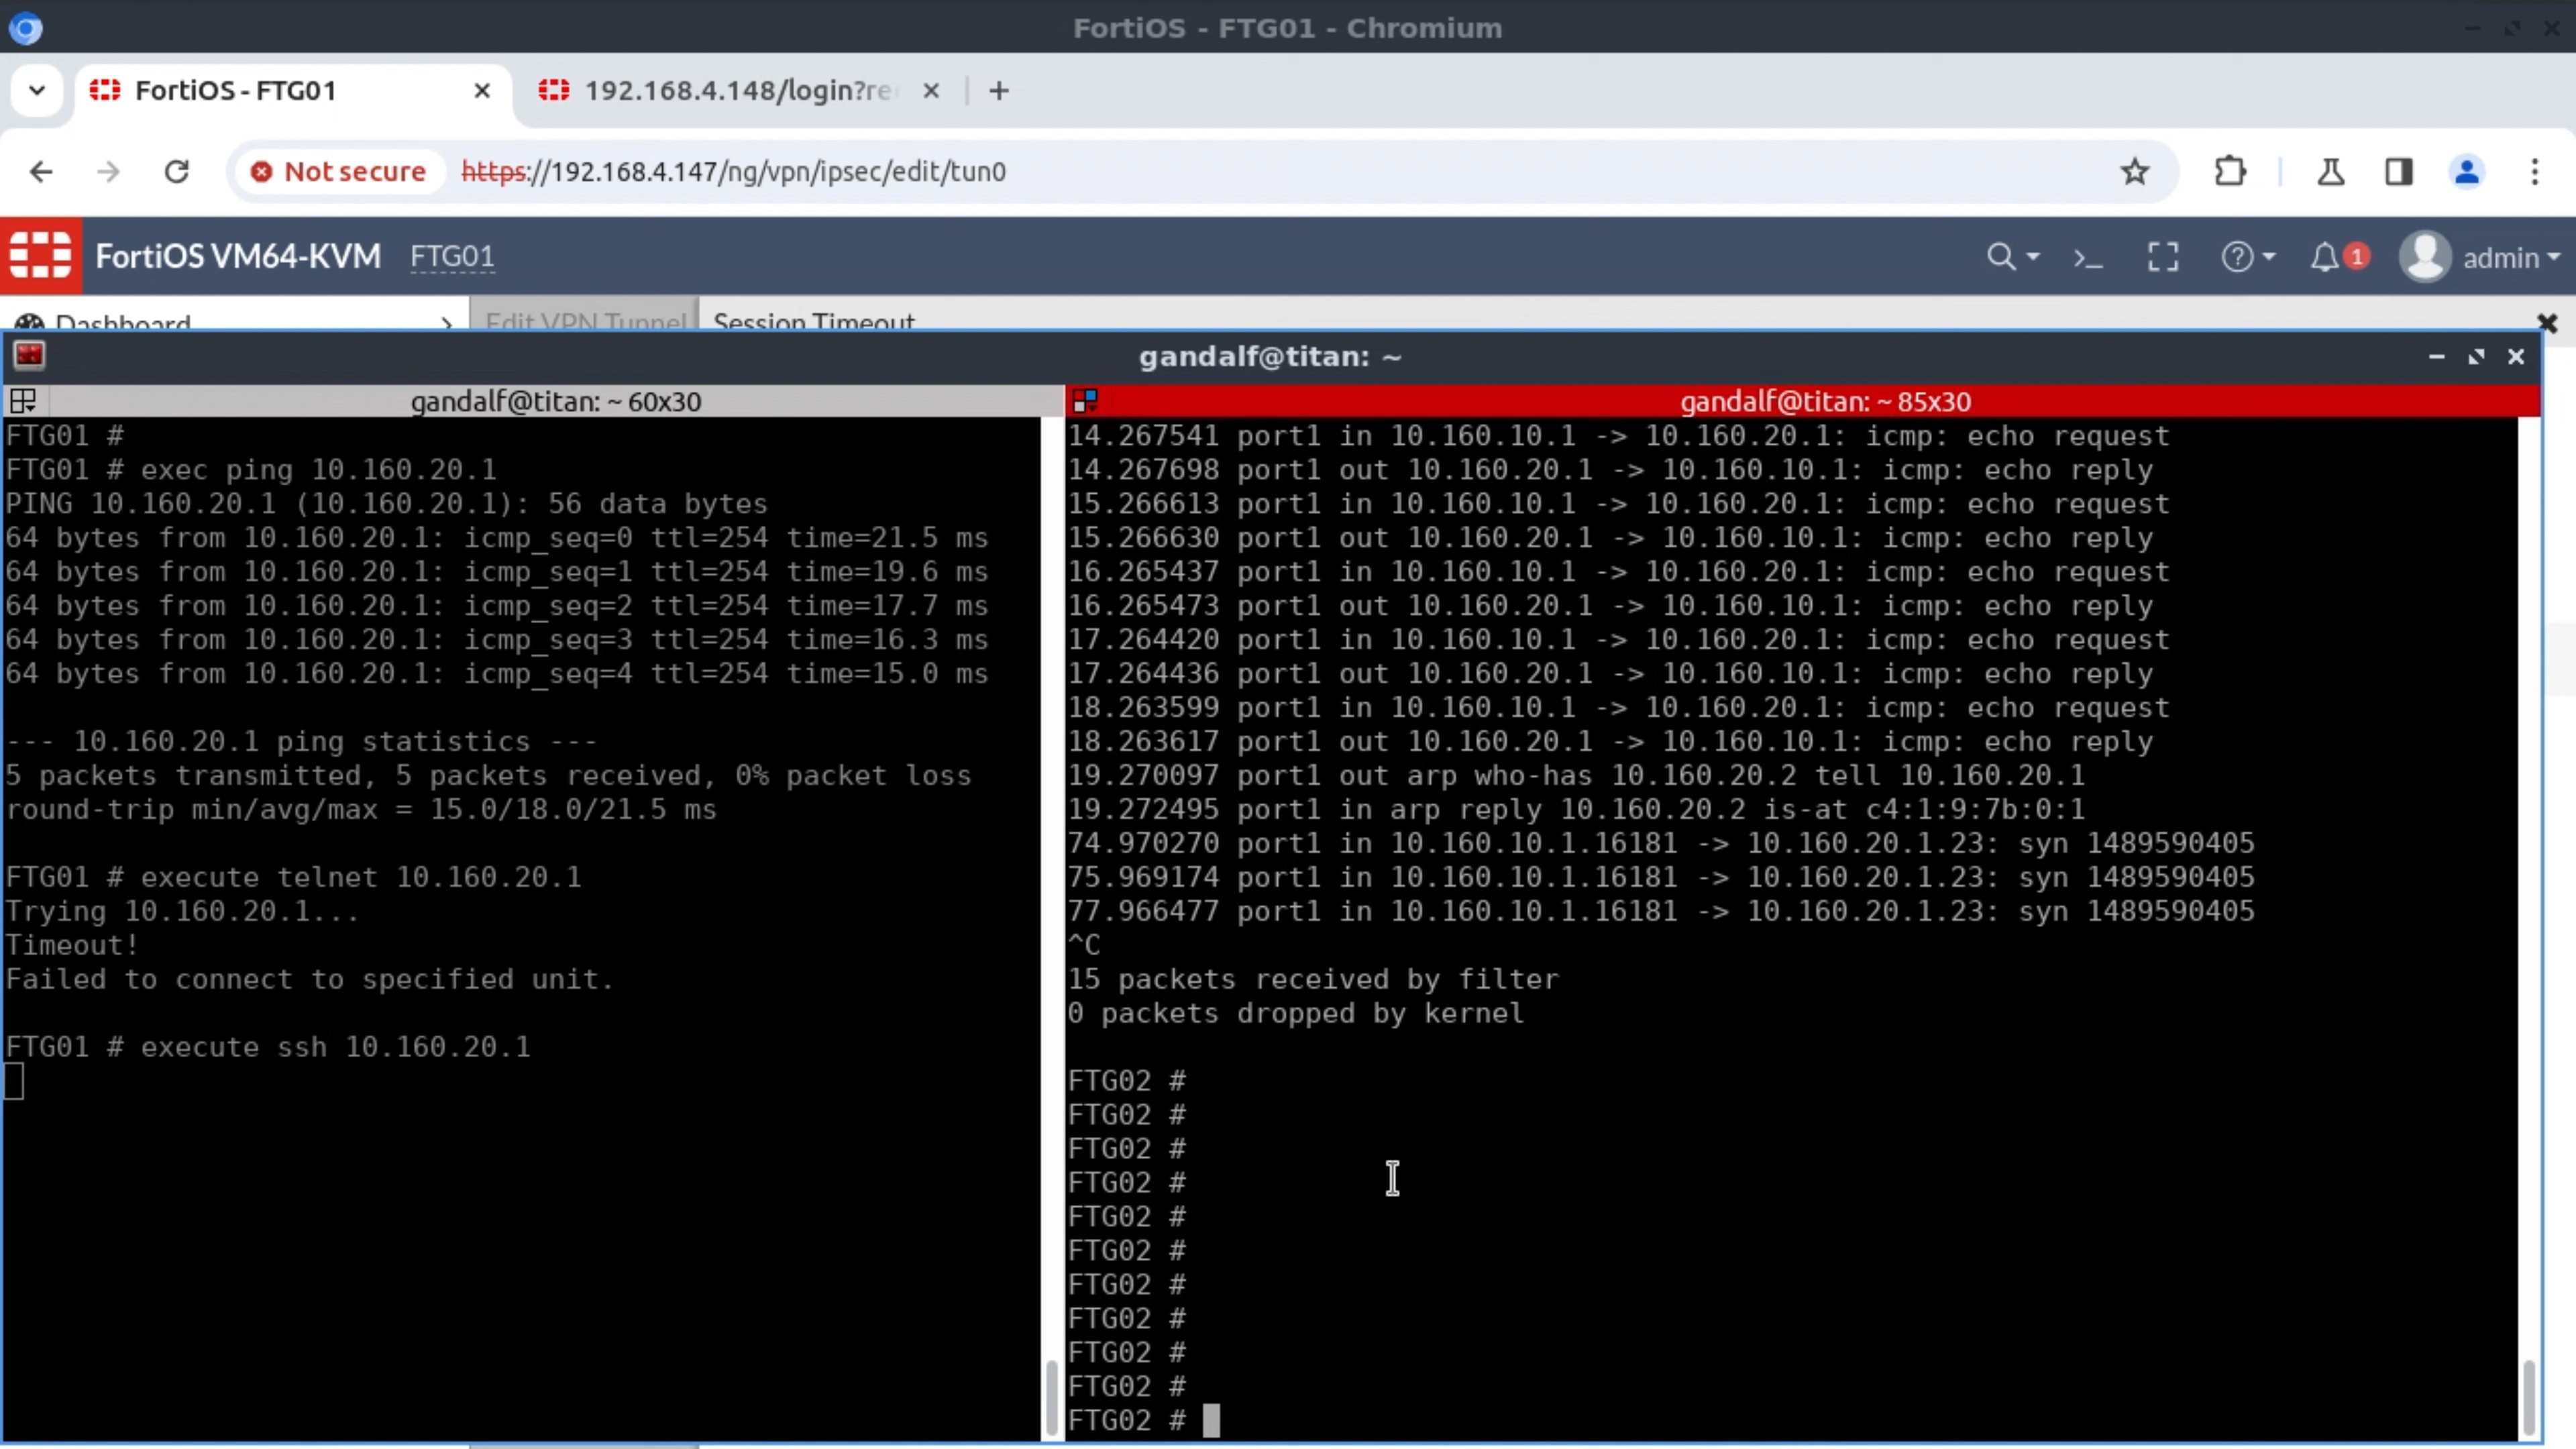 FortiOS - FTG01 - Chromium
FortiOS - FTG01
192.168.4.148/login?re
Not secure
https://192.168.4.147/ng/vpn/ipsec/edit/tun0
FortiOS VM64-KVM
FTG01
1
admin
Dashboard
Edit VPN Tunnel
Session Timeout
gandalf@titan: ~
gandalf@titan: ~ 60x30
FTG01 #
FTG01 # exec ping 10.160.20.1
PING 10.160.20.1 (10.160.20.1): 56 data bytes
64 bytes from 10.160.20.1: icmp_seq=0 ttl=254 time=21.5 ms
64 bytes from 10.160.20.1: icmp_seq=1 ttl=254 time=19.6 ms
64 bytes from 10.160.20.1: icmp_seq=2 ttl=254 time=17.7 ms
64 bytes from 10.160.20.1: icmp_seq=3 ttl=254 time=16.3 ms
64 bytes from 10.160.20.1: icmp_seq=4 ttl=254 time=15.0 ms
--- 10.160.20.1 ping statistics ---
5 packets transmitted, 5 packets received, 0% packet loss
round-trip min/avg/max = 15.0/18.0/21.5 ms
FTG01 # execute telnet 10.160.20.1
Trying 10.160.20.1...
Timeout!
Failed to connect to specified unit.
FTG01 # execute ssh 10.160.20.1
gandalf@titan: ~ 85x30
14.267541 port1 in 10.160.10.1 -> 10.160.20.1: icmp: echo request
14.267698 port1 out 10.160.20.1 -> 10.160.10.1: icmp: echo reply
15.266613 port1 in 10.160.10.1 -> 10.160.20.1: icmp: echo request
15.266630 port1 out 10.160.20.1 -> 10.160.10.1: icmp: echo reply
16.265437 port1 in 10.160.10.1 -> 10.160.20.1: icmp: echo request
16.265473 port1 out 10.160.20.1 -> 10.160.10.1: icmp: echo reply
17.264420 port1 in 10.160.10.1 -> 10.160.20.1: icmp: echo request
17.264436 port1 out 10.160.20.1 -> 10.160.10.1: icmp: echo reply
18.263599 port1 in 10.160.10.1 -> 10.160.20.1: icmp: echo request
18.263617 port1 out 10.160.20.1 -> 10.160.10.1: icmp: echo reply
19.270097 port1 out arp who-has 10.160.20.2 tell 10.160.20.1
19.272495 port1 in arp reply 10.160.20.2 is-at c4:1:9:7b:0:1
74.970270 port1 in 10.160.10.1.16181 -> 10.160.20.1.23: syn 1489590405
75.969174 port1 in 10.160.10.1.16181 -> 10.160.20.1.23: syn 1489590405
77.966477 port1 in 10.160.10.1.16181 -> 10.160.20.1.23: syn 1489590405
^C
15 packets received by filter
0 packets dropped by kernel
FTG02 #
FTG02 #
FTG02 #
FTG02 #
FTG02 #
FTG02 #
FTG02 #
FTG02 #
FTG02 #
FTG02 #
FTG02 #